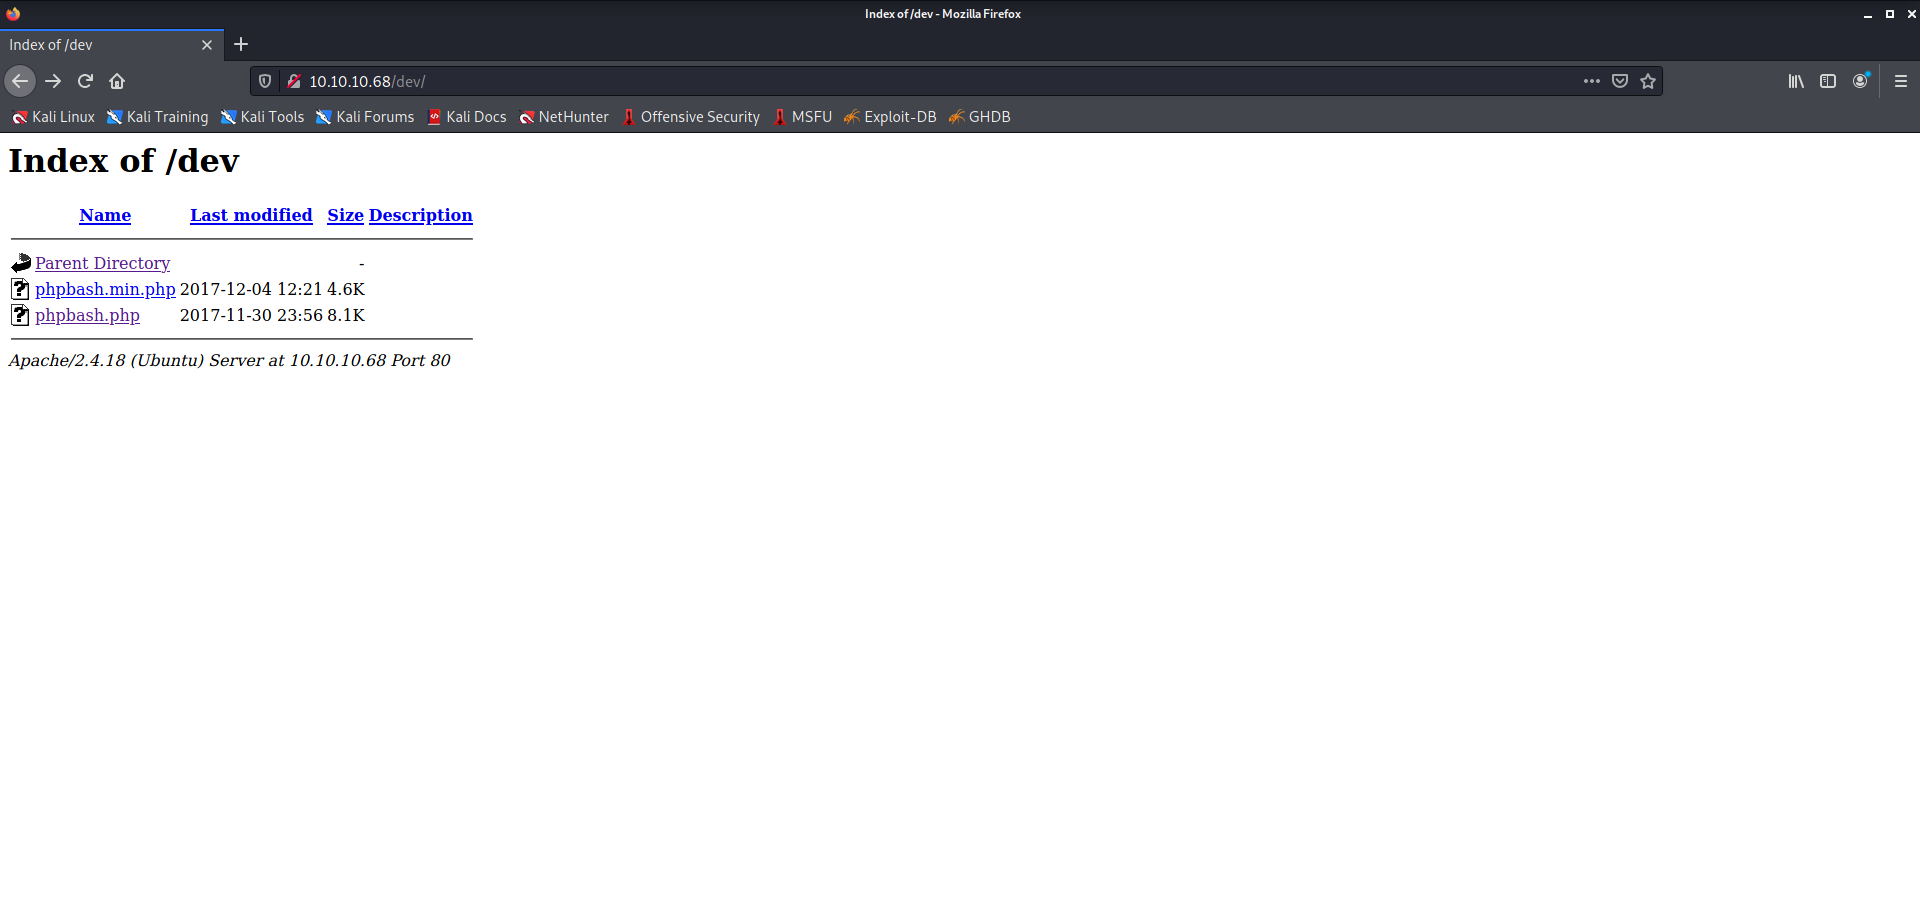 Index of /dev - Mozilla Firefox
Index of /dev
10.10.10.68/dev/
Kali Linux Kali Training Kali Tools Kali Forums Kali Docs NetHunter Offensive Security MSFU Exploit-DB GHDB
Index of /dev
Name Last modified Size Description
Parent Directory -
phpbash.min.php 2017-12-04 12:21 4.6K
phpbash.php 2017-11-30 23:56 8.1K
Apache/2.4.18 (Ubuntu) Server at 10.10.10.68 Port 80